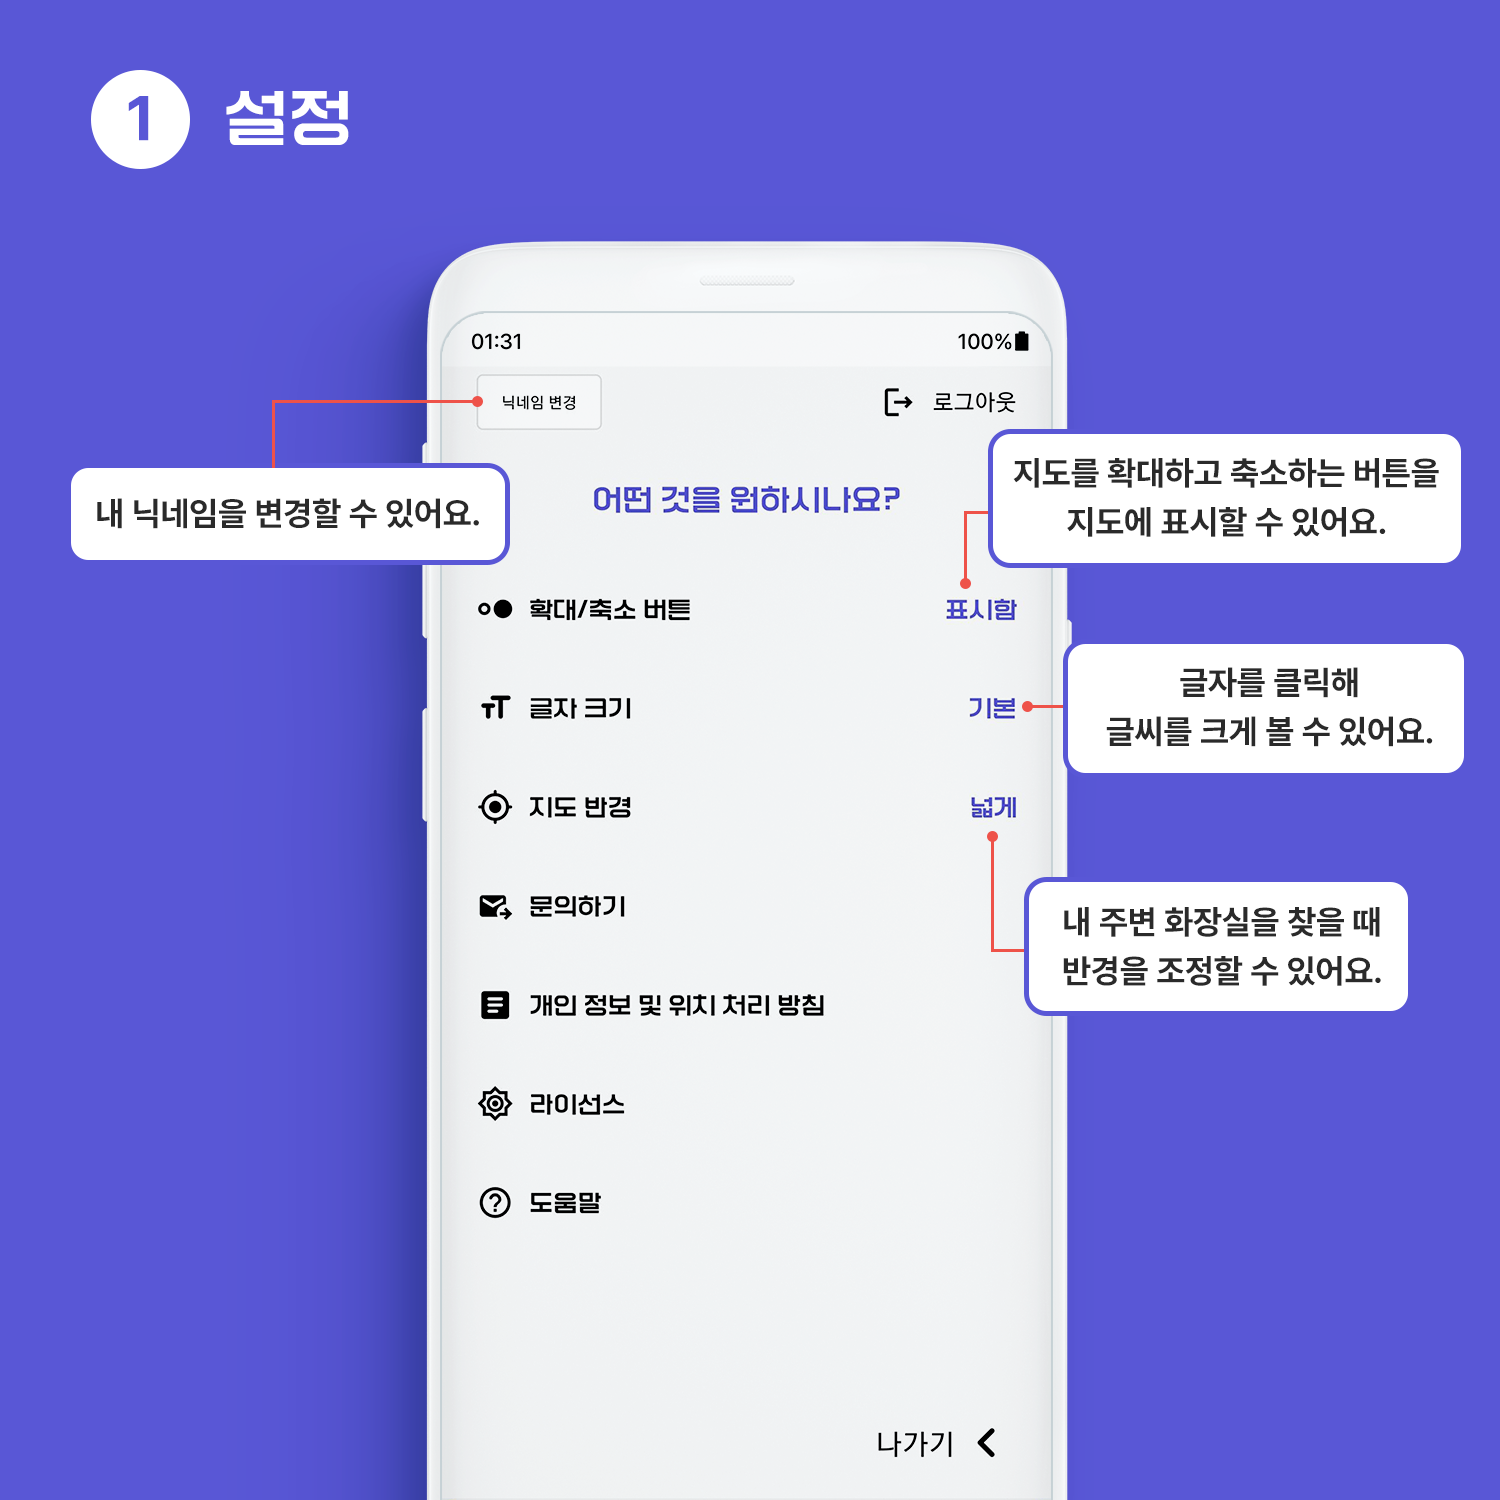 1 설정
01:31 100%
닉네임 변경 로그아웃
내 닉네임을 변경할 수 있어요.
어떤 것을 원하시나요?
지도를 확대하고 축소하는 버튼을
지도에 표시할 수 있어요.
확대/축소 버튼 표시함
글자 크기 기본
글자를 클릭해
글씨를 크게 볼 수 있어요.
지도 반경 넓게
내 주변 화장실을 찾을 때
반경을 조정할 수 있어요.
문의하기
개인 정보 및 위치 처리 방침
라이선스
도움말
나가기